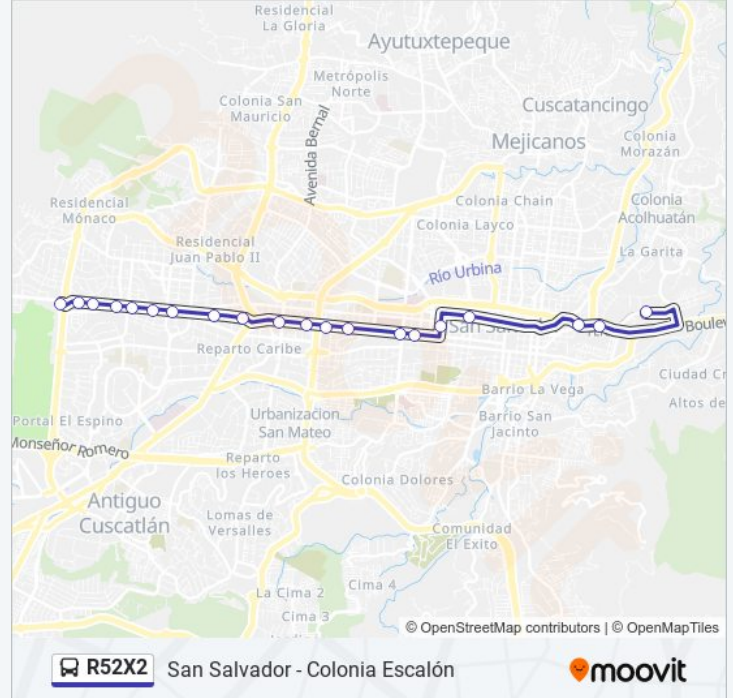 Residencial
La Gloria
Ayutuxtepeque
Metrópolis
Norte
Colonia San
Mauricio
Avenida Bernal
Cuscatancingo
Mejicanos
Colonia
Morazán
Residencial
Mónaco
Colonia Chain
Colonia
Acolhuatán
Colonia Layco
Residencial
Juan Pablo II
La Garita
Río Urbina
San
Boulev
Reparto Caribe
Ciudad Cr
Barrio La Vega
Altos de
Portal El Espino
Urbanizacion
San Mateo
Barrio San
Jacinto
Monseñor Romero
Reparto
los Heroes
Colonia Dolores
Antiguo
Cuscatlán
Lomas de
Versalles
Comunidad
El Exito
La Cima 2
Cima 4
Cima 3
© OpenStreetMap contributors | © OpenMapTiles
R52X2
San Salvador - Colonia Escalón
moovit